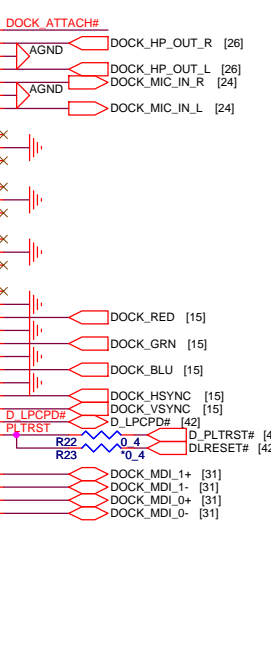 DOCK_ATTACH#
DOCK_HP_OUT_R [26]
AGND
DOCK_HP_OUT_L [26]
DOCK_MIC_IN_R [24]
AGND
DOCK_MIC_IN_L [24]
DOCK_RED [15]
DOCK_GRN [15]
DOCK_BLU [15]
DOCK_HSYNC [15]
DOCK_VSYNC [15]
D_LPCPD# D_LPCPD# [42]
PLTRST
R22 0_4 D_PLTRST# [4
R23 *0_4 DLRESET# [42
DOCK_MDI_1+ [31]
DOCK_MDI_1- [31]
DOCK_MDI_0+ [31]
DOCK_MDI_0- [31]